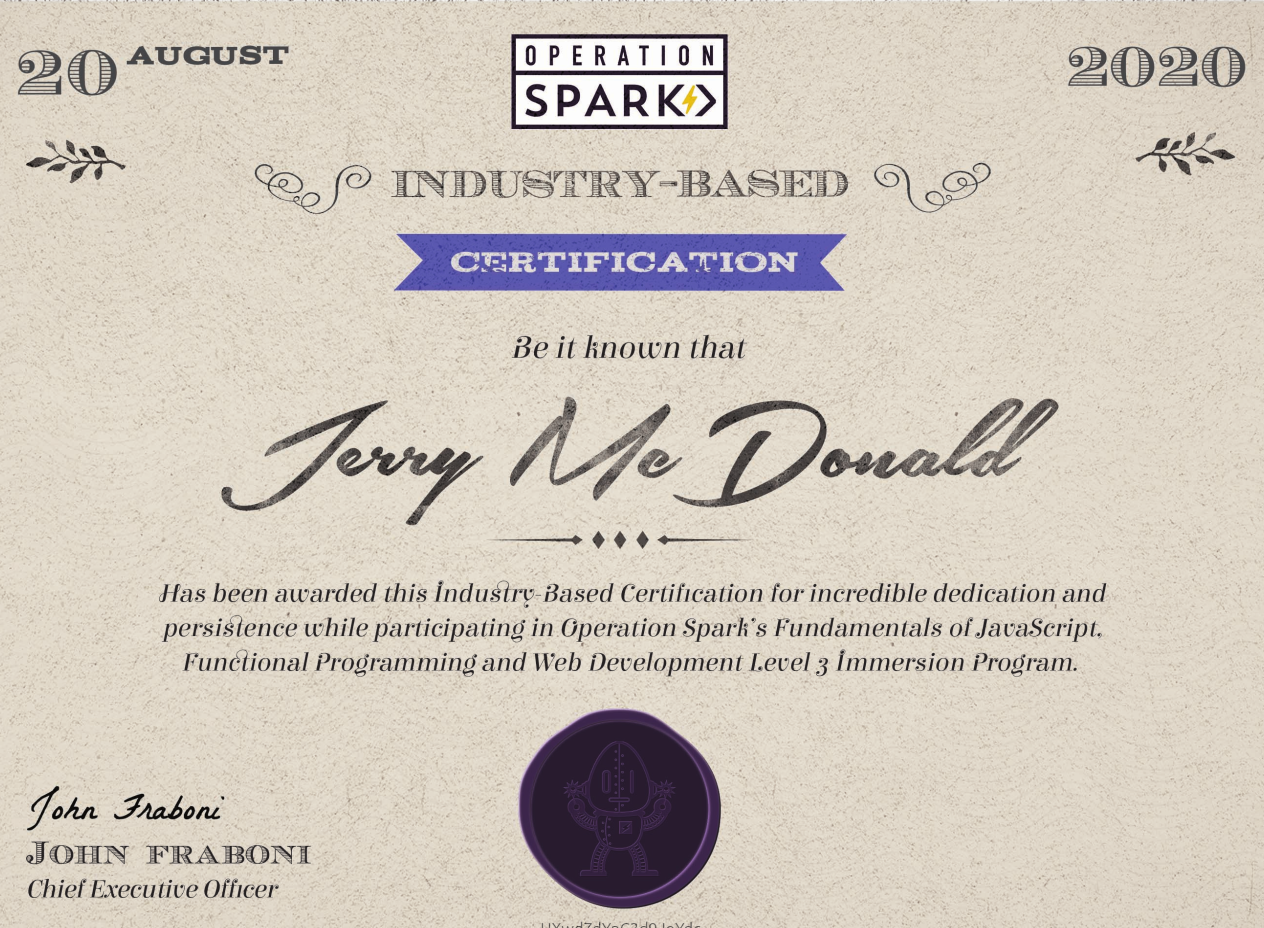 20 AUGUST
2020
OPERATION
SPARK
INDUSTRY-BASED
CERTIFICATION
Be it known that
Jerry Mc Donald
Has been awarded this Industry-Based Certification for incredible dedication and
persistence while participating in Operation Spark's Fundamentals of JavaScript,
Functional Programming and Web Development Level 3 Immersion Program.
John Fraboni
JOHN FRABONI
Chief Executive Officer